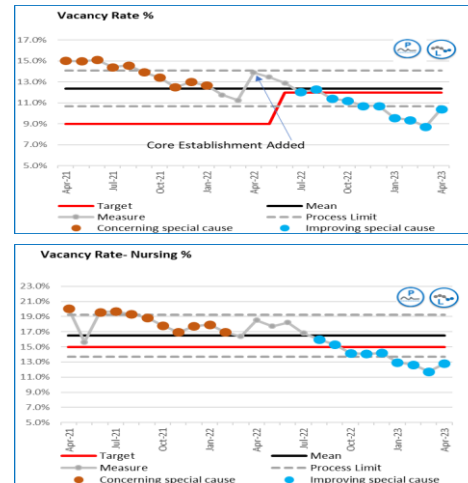 Vacancy Rate %
17.0%
15.0%
13.0%
11.0%
9.0%
7.0%
5.0%
Core Establishment Added
Apr-21
Jul-21
Oct-21
Jan-22
Apr-22
Jul-22
Oct-22
Jan-23
Apr-23
P
L
Target Mean
Measure Process Limit
Concerning special cause Improving special cause
Vacancy Rate- Nursing %
23.0%
21.0%
19.0%
17.0%
15.0%
13.0%
11.0%
9.0%
7.0%
5.0%
Apr-21
Jul-21
Oct-21
Jan-22
Apr-22
Jul-22
Oct-22
Jan-23
Apr-23
P
L
Target Mean
Measure Process Limit
Concerning special cause Improving special cause